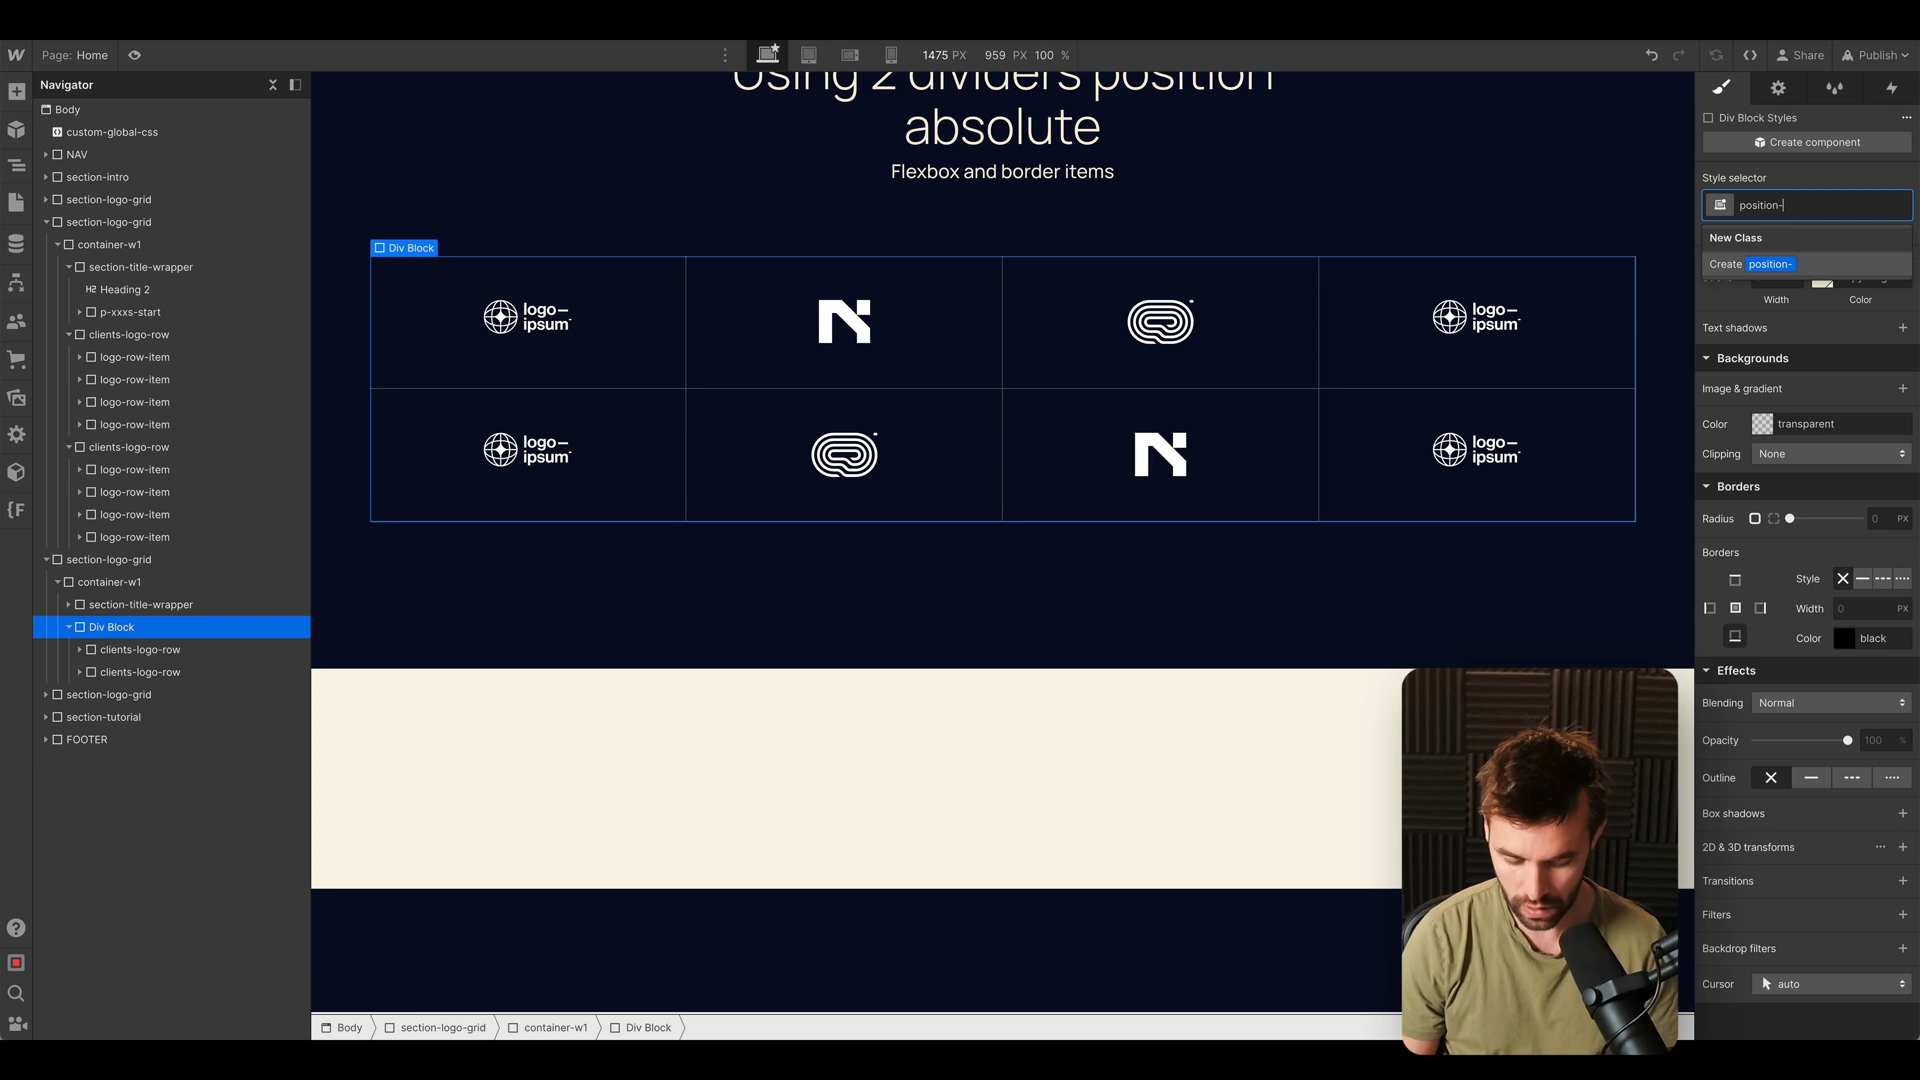 Page: Home
1475 PX 959 PX 100 %
Share
Publish
Navigator
Body
custom-global-css
NAV
section-intro
section-logo-grid
section-logo-grid
container-w1
section-title-wrapper
H2 Heading 2
p-xxxs-start
clients-logo-row
logo-row-item
logo-row-item
logo-row-item
logo-row-item
clients-logo-row
logo-row-item
logo-row-item
logo-row-item
logo-row-item
section-logo-grid
container-w1
section-title-wrapper
Div Block
clients-logo-row
clients-logo-row
section-logo-grid
section-tutorial
FOOTER
Using 2 dividers position
absolute
Flexbox and border items
Div Block
logo—
ipsum
logo—
ipsum
logo—
ipsum
logo—
ipsum
Body
section-logo-grid
container-w1
Div Block
Div Block Styles
Create component
Style selector
position-
New Class
Create position-
Width
Color
Text shadows
Backgrounds
Image & gradient
Color transparent
Clipping None
Borders
Radius 0 PX
Borders
Style
Width 0 PX
Color black
Effects
Blending Normal
Opacity 100 %
Outline
Box shadows
2D & 3D transforms
Transitions
Filters
Backdrop filters
Cursor auto